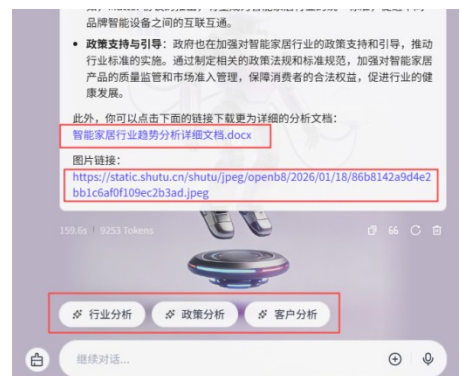 品牌智能设备之间的互联互通。
• 政策支持与引导：政府也在加强对智能家居行业的政策支持和引导，推动
行业标准的实施。通过制定相关的政策法规和标准规范，加强对智能家居
产品的质量监管和市场准入管理，保障消费者的合法权益，促进行业的健
康发展。
此外，你可以点击下面的链接下载更为详细的分析文档：
智能家居行业趋势分析详细文档.docx
图片链接：
https://static.shutu.cn/shutu/jpeg/openb8/2026/01/18/86b8142a9d4e2
bb1c6af0f109ec2b3ad.jpeg
159.6s | 9253 Tokens
行业分析 政策分析 客户分析
继续对话...